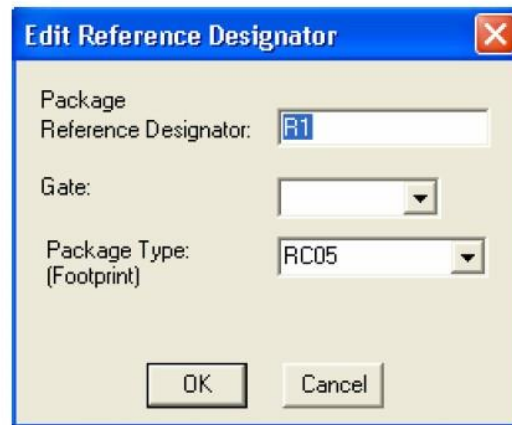 Edit Reference Designator
Package
Reference Designator:
R1
Gate:
Package Type:
(Footprint)
RC05
OK
Cancel